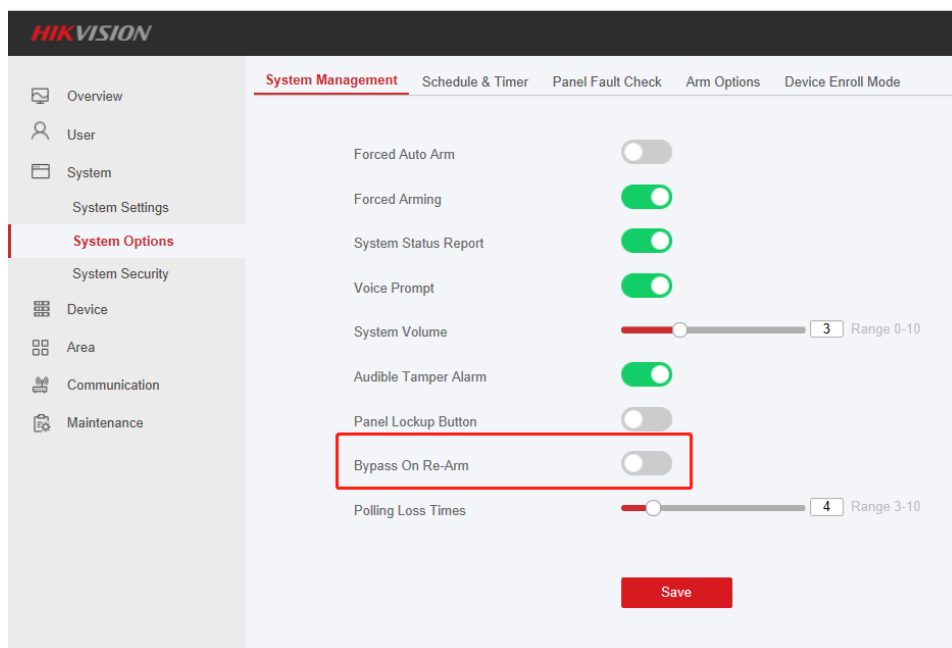 HIKVISION
System Management Schedule & Timer Panel Fault Check Arm Options Device Enroll Mode
Overview
User
System
System Settings
System Options
System Security
Device
Area
Communication
Maintenance
Forced Auto Arm
Forced Arming
System Status Report
Voice Prompt
System Volume 3 Range 0-10
Audible Tamper Alarm
Panel Lockup Button
Bypass On Re-Arm
Polling Loss Times 4 Range 3-10
Save